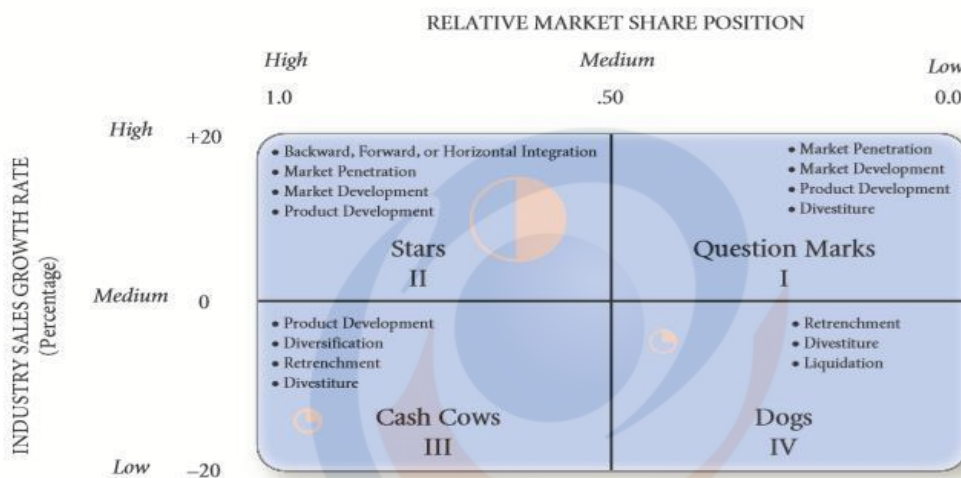 RELATIVE MARKET SHARE POSITION
High Medium Low
1.0 .50 0.0
High +20
• Backward, Forward, or Horizontal Integration
• Market Penetration
• Market Development
• Product Development
Stars
II
• Market Penetration
• Market Development
• Product Development
• Divestiture
Question Marks
I
INDUSTRY SALES GROWTH RATE
(Percentage)
Medium 0
• Product Development
• Diversification
• Retrenchment
• Divestiture
Cash Cows
III
• Retrenchment
• Divestiture
• Liquidation
Dogs
IV
Low –20